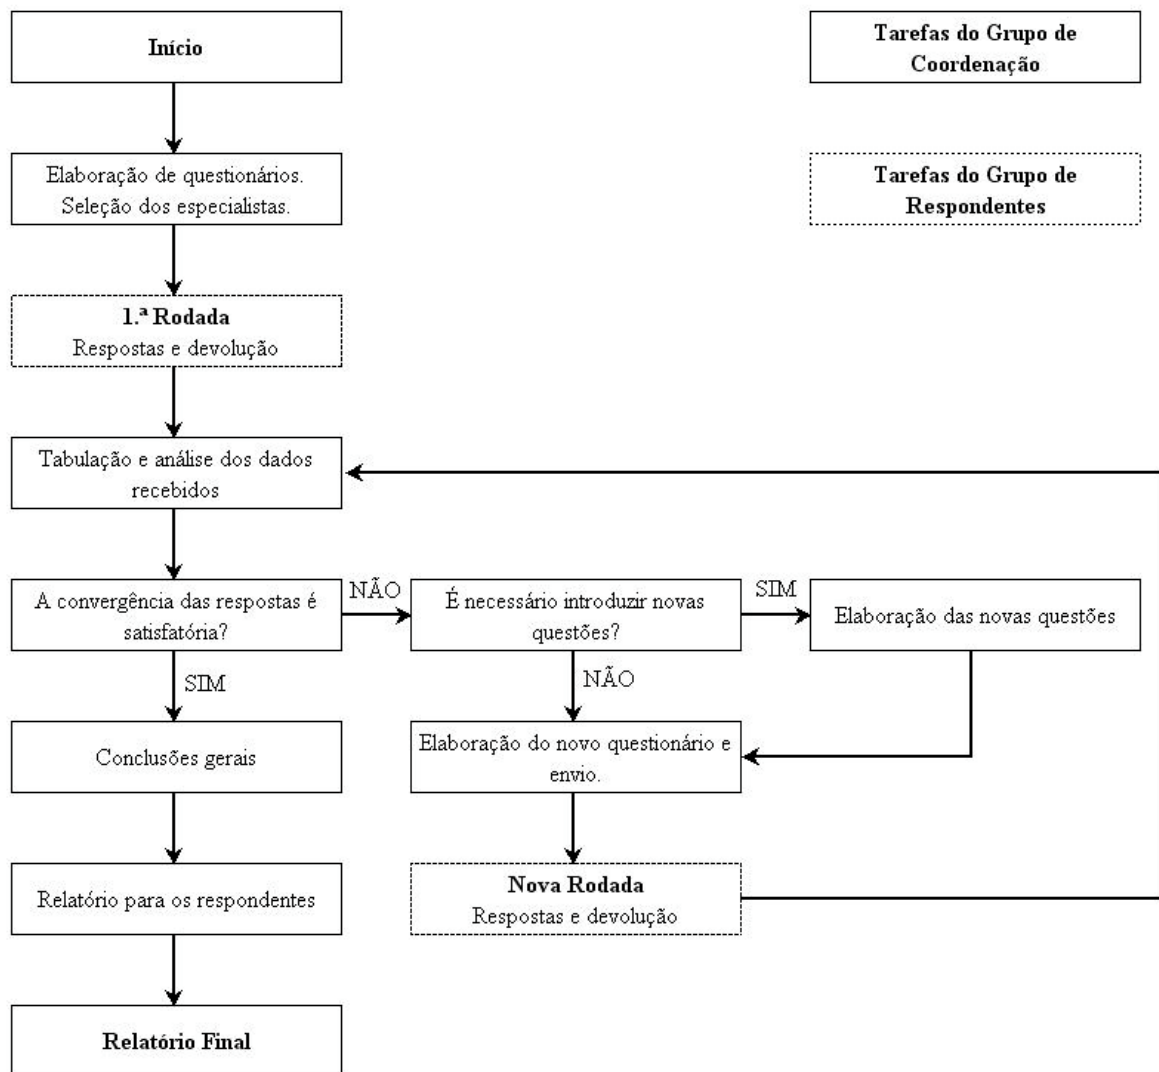 Início
Tarefas do Grupo de
Coordenação
Elaboração de questionários.
Seleção dos especialistas.
Tarefas do Grupo de
Respondentes
1.ª Rodada
Respostas e devolução
Tabulação e análise dos dados
recebidos
A convergência das respostas é
satisfatória?
NÃO
É necessário introduzir novas
questões?
SIM
Elaboração das novas questões
SIM
NÃO
Conclusões gerais
Elaboração do novo questionário e
envio.
Relatório para os respondentes
Nova Rodada
Respostas e devolução
Relatório Final